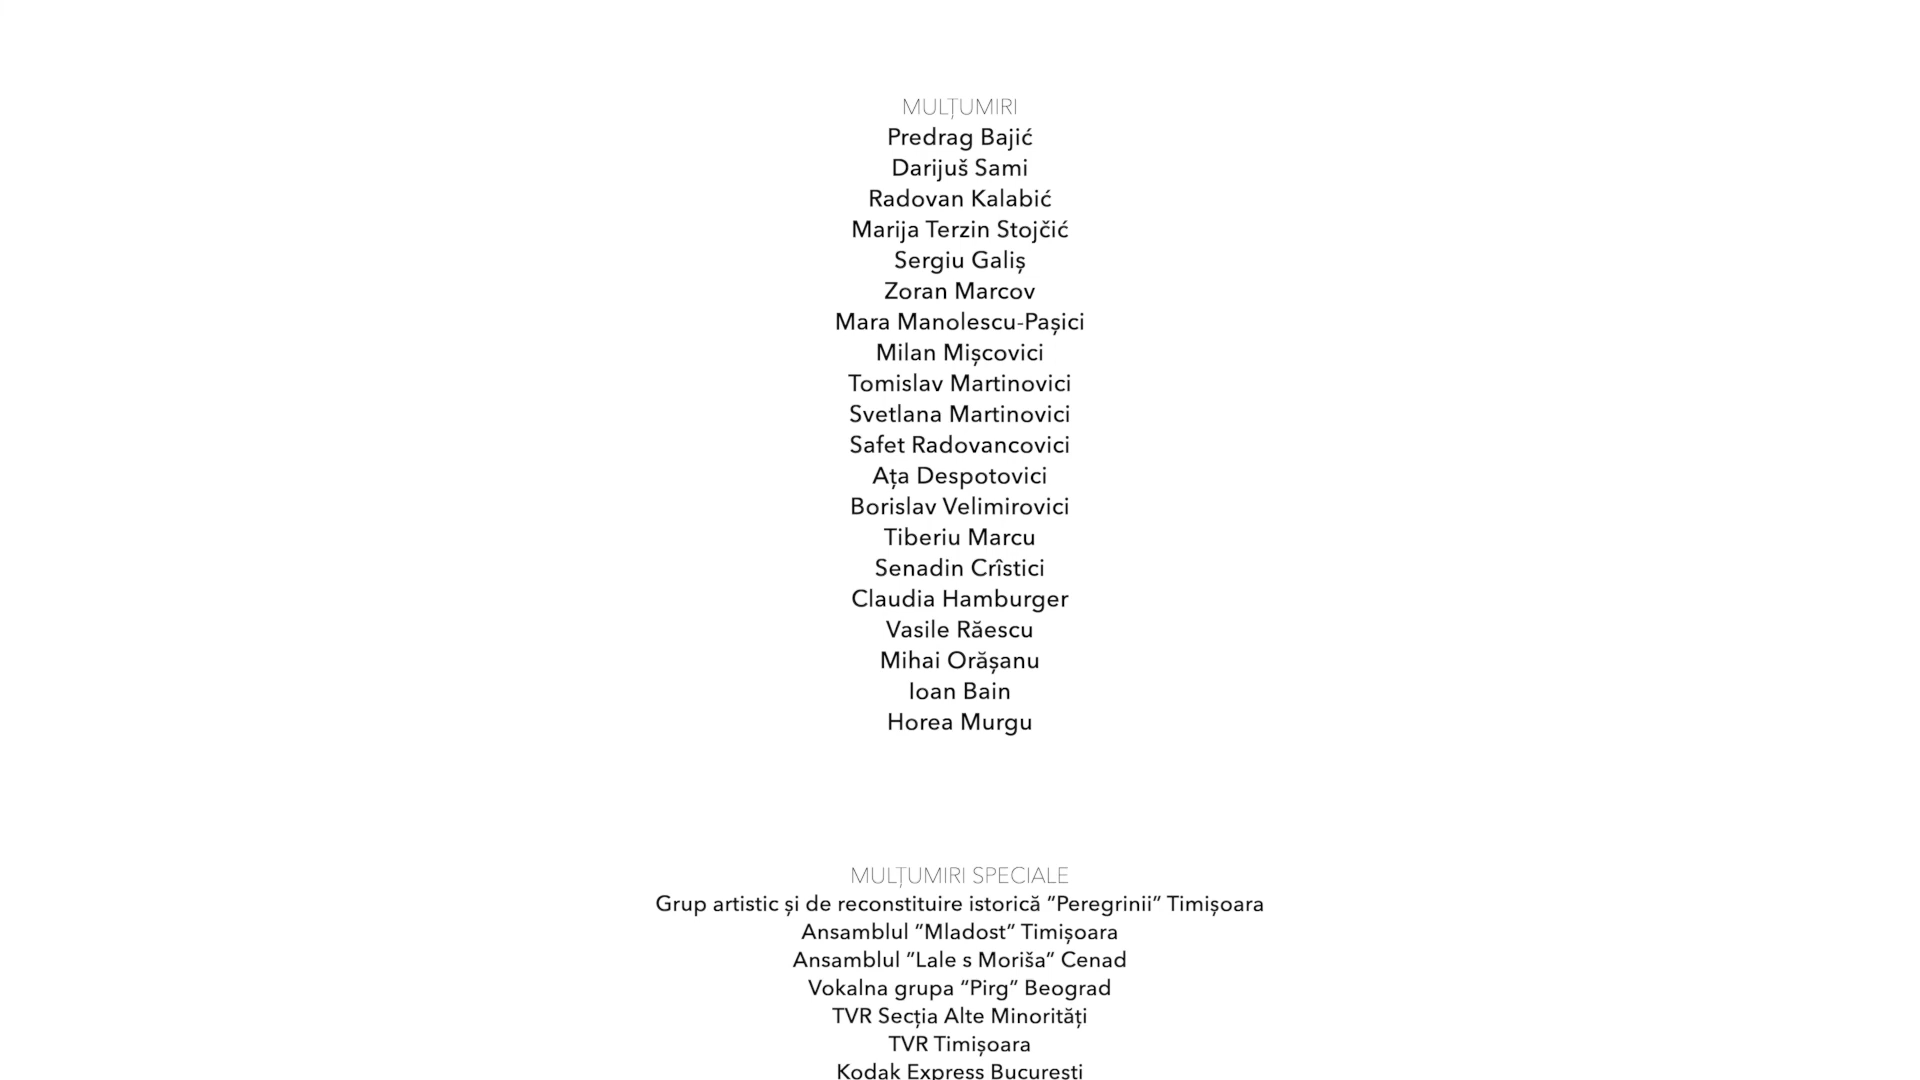 MULȚUMIRI
Predrag Bajić
Darijuš Sami
Radovan Kalabić
Marija Terzin Stojčić
Sergiu Galiș
Zoran Marcov
Mara Manolescu-Pașici
Milan Mișcovici
Tomislav Martinovici
Svetlana Martinovici
Safet Radovancovici
Ața Despotovici
Borislav Velimirovici
Tiberiu Marcu
Senadin Crîstici
Claudia Hamburger
Vasile Răescu
Mihai Orășanu
Ioan Bain
Horea Murgu
MULȚUMIRI SPECIALE
Grup artistic și de reconstituire istorică ”Peregrinii” Timișoara
Ansamblul ”Mladost” Timișoara
Ansamblul ”Lale s Moriša” Cenad
Vokalna grupa ”Pirg” Beograd
TVR Secția Alte Minorități
TVR Timișoara
Kodak Express București